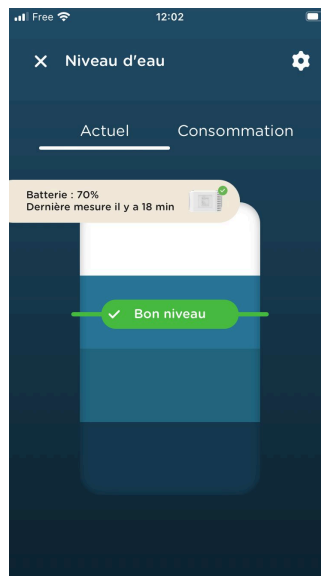 Free 12:02
Niveau d'eau
Actuel Consommation
Batterie : 70%
Dernière mesure il y a 18 min
Bon niveau